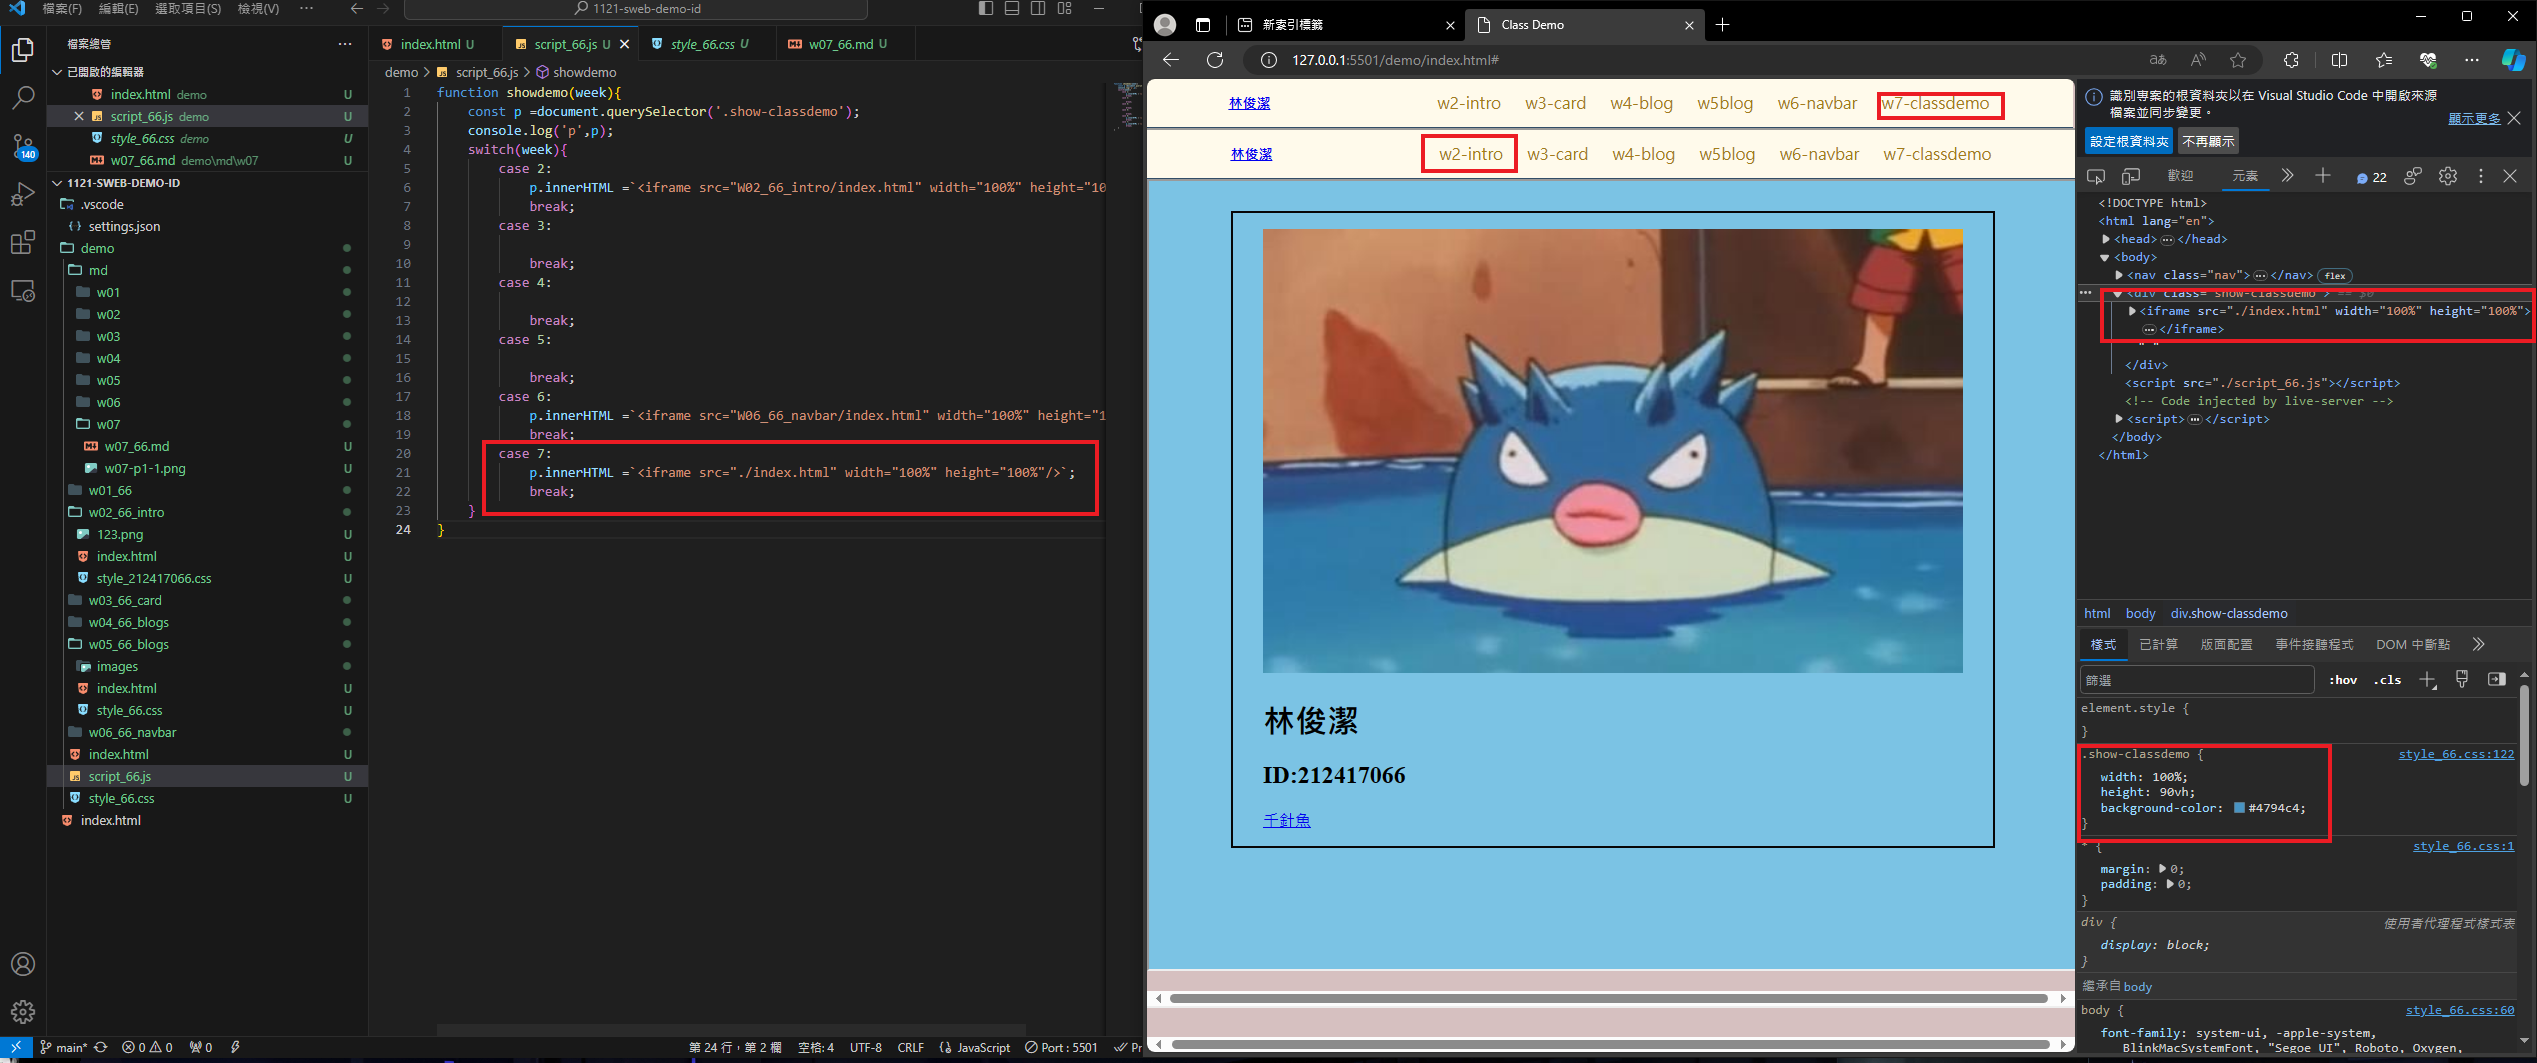 檔案(F) 編輯(E) 選取項目(S) 檢視(V) ···
1121-sweb-demo-id
檔案總管
已開啟的編輯器
index.html demo U
script_66.js demo U
style_66.css demo U
w07_66.md demo\md\w07 U
140
1121-SWEB-DEMO-ID
.vscode
settings.json
demo
md
w01
w02
w03
w04
w05
w06
w07
w07_66.md U
w07-p1-1.png U
w01_66
w02_66_intro
123.png U
index.html U
style_212417066.css U
w03_66_card
w04_66_blogs
w05_66_blogs
images
index.html U
style_66.css U
w06_66_navbar
index.html U
script_66.js U
style_66.css U
index.html
index.html U
script_66.js U
style_66.css U
w07_66.md U
demo > script_66.js > showdemo
1 function showdemo(week){
2 const p =document.querySelector('.show-classdemo');
3 console.log('p',p);
4 switch(week){
5 case 2:
6 p.innerHTML =`<iframe src="W02_66_intro/index.html" width="100%" height="10
7 break;
8 case 3:
9
10 break;
11 case 4:
12
13 break;
14 case 5:
15
16 break;
17 case 6:
18 p.innerHTML =`<iframe src="W06_66_navbar/index.html" width="100%" height="1
19 break;
20 case 7:
21 p.innerHTML =`<iframe src="./index.html" width="100%" height="100%"/>`;
22 break;
23 }
24 }
main* 0 0 0
第 24 行，第 2 欄 空格: 4 UTF-8 CRLF {} JavaScript Port : 5501 Pr
新索引標籤
Class Demo
127.0.0.1:5501/demo/index.html#
林俊潔 w2-intro w3-card w4-blog w5blog w6-navbar w7-classdemo
林俊潔 w2-intro w3-card w4-blog w5blog w6-navbar w7-classdemo
林俊潔
ID:212417066
千針魚
識別專案的根資料夾以在 Visual Studio Code 中開啟來源
檔案並同步變更。
顯示更多
設定根資料夾 不再顯示
歡迎 元素 22
<!DOCTYPE html>
<html lang="en">
<head>…</head>
<body>
<nav class="nav">…</nav> flex
<div class="show-classdemo"> == $0
<iframe src="./index.html" width="100%" height="100%">
…</iframe>
" "
</div>
<script src="./script_66.js"></script>
<!-- Code injected by live-server -->
<script>…</script>
</body>
</html>
html body div.show-classdemo
樣式 已計算 版面配置 事件接聽程式 DOM 中斷點
篩選 :hov .cls
element.style {
}
.show-classdemo { style_66.css:122
width: 100%;
height: 90vh;
background-color: #4794c4;
}
* { style_66.css:1
margin: 0;
padding: 0;
}
div { 使用者代理程式樣式表
display: block;
}
繼承自 body
body { style_66.css:60
font-family: system-ui, -apple-system,
BlinkMacSystemFont, "Segoe UI", Roboto, Oxygen,